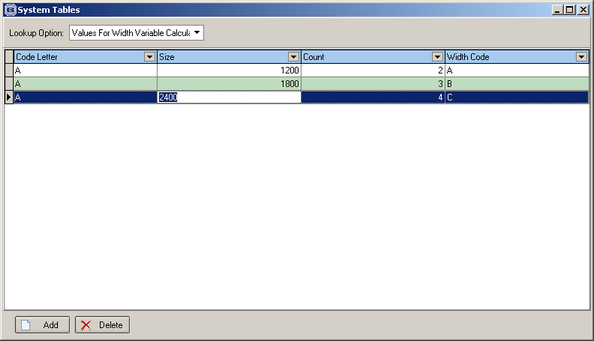 System Tables
Lookup Option: Values For Width Variable Calcula
Code Letter Size Count Width Code
A 1200 2 A
A 1800 3 B
A 2400 4 C
Add Delete